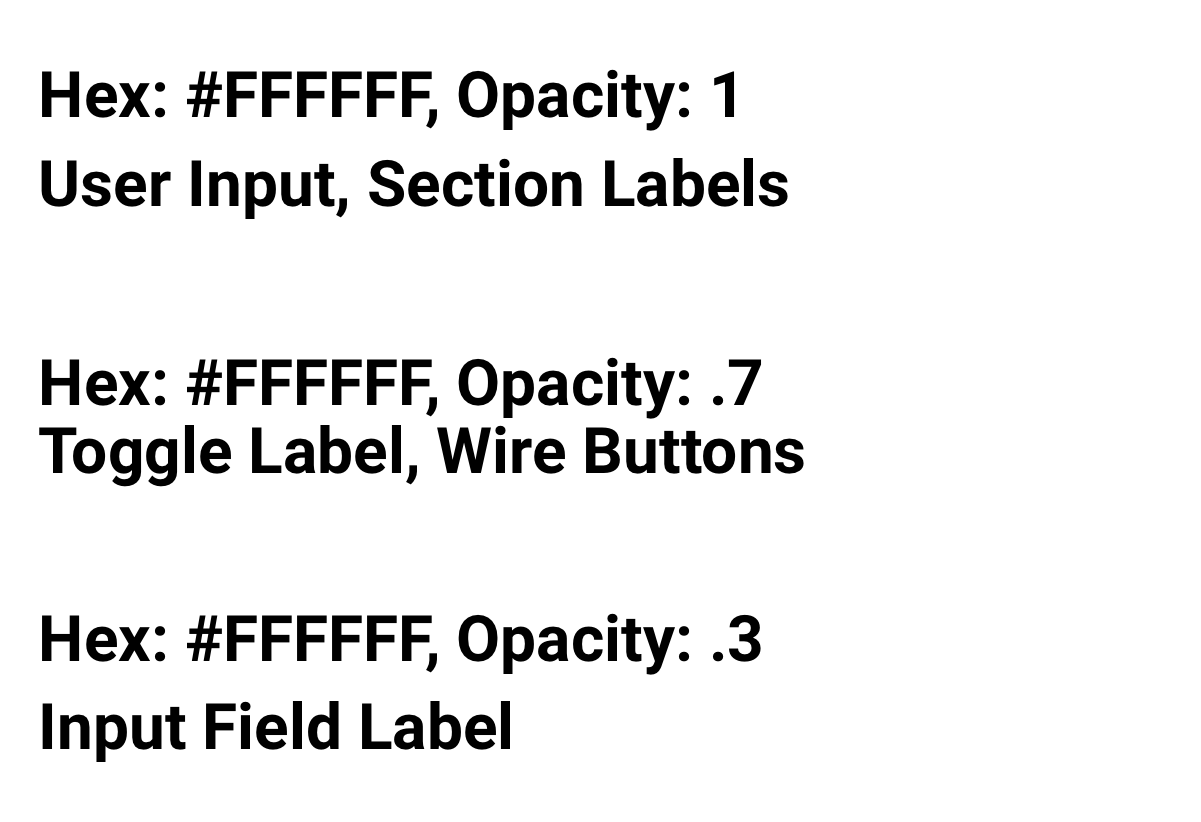 Hex: #FFFFFF, Opacity: 1
User Input, Section Labels
Hex: #FFFFFF, Opacity: .7
Toggle Label, Wire Buttons
Hex: #FFFFFF, Opacity: .3
Input Field Label